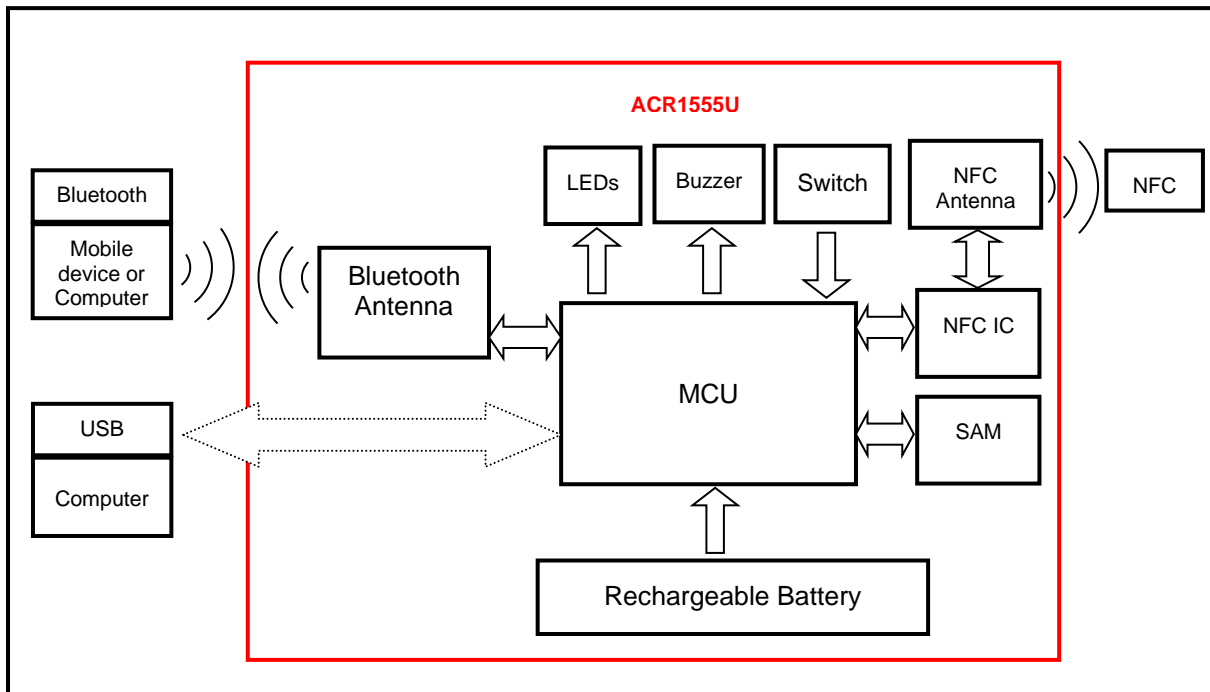 ACR1555U
LEDs
Buzzer
Switch
NFC
Antenna
NFC
Bluetooth
Mobile
device or
Computer
Bluetooth
Antenna
NFC IC
MCU
USB
Computer
SAM
Rechargeable Battery